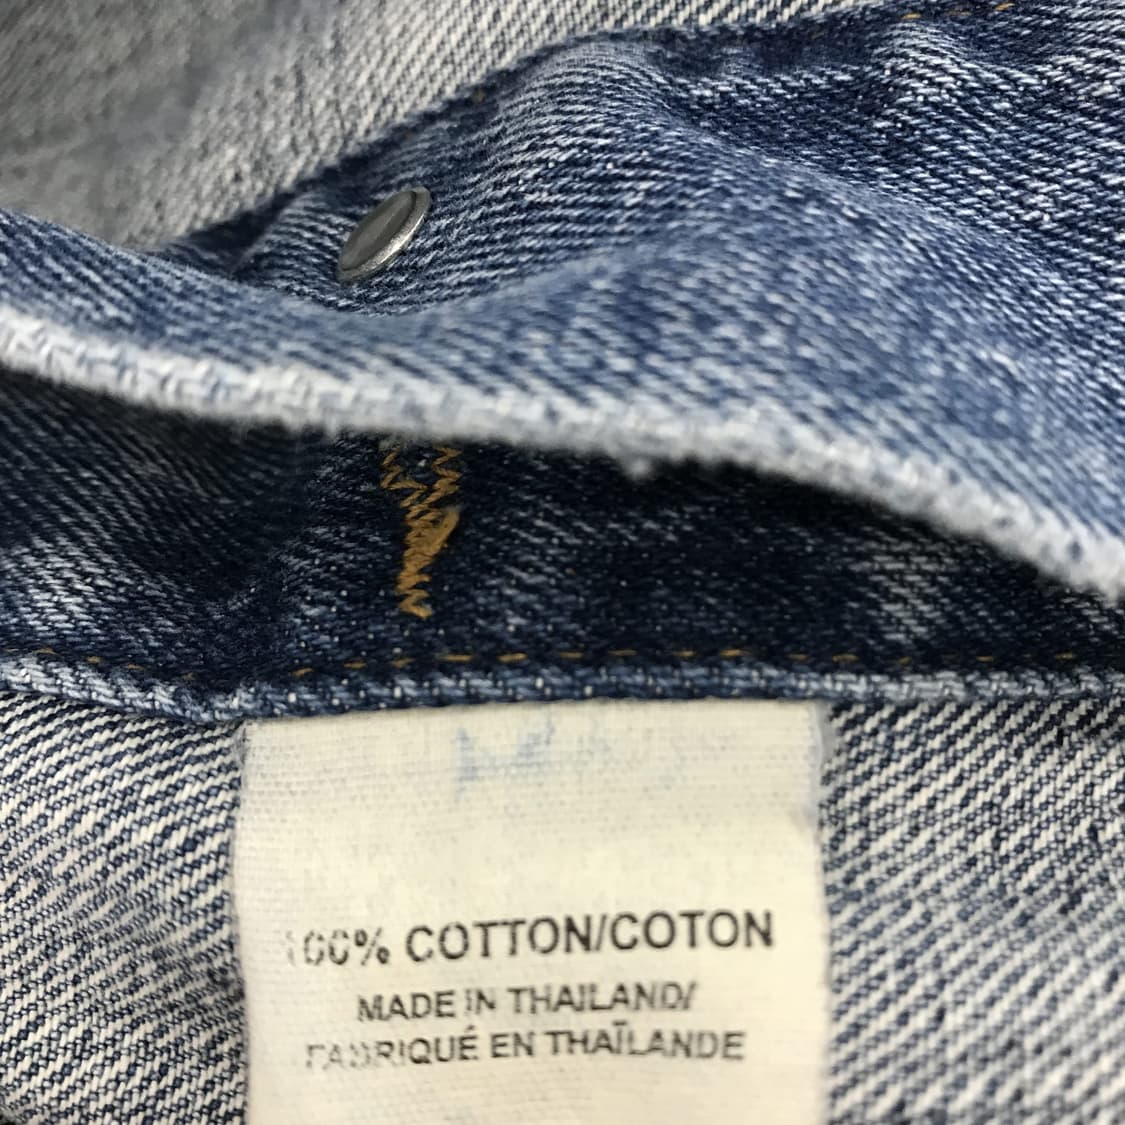 100% COTTON/COTON
MADE IN THAILAND/
FABRIQUÉ EN THAÏLANDE